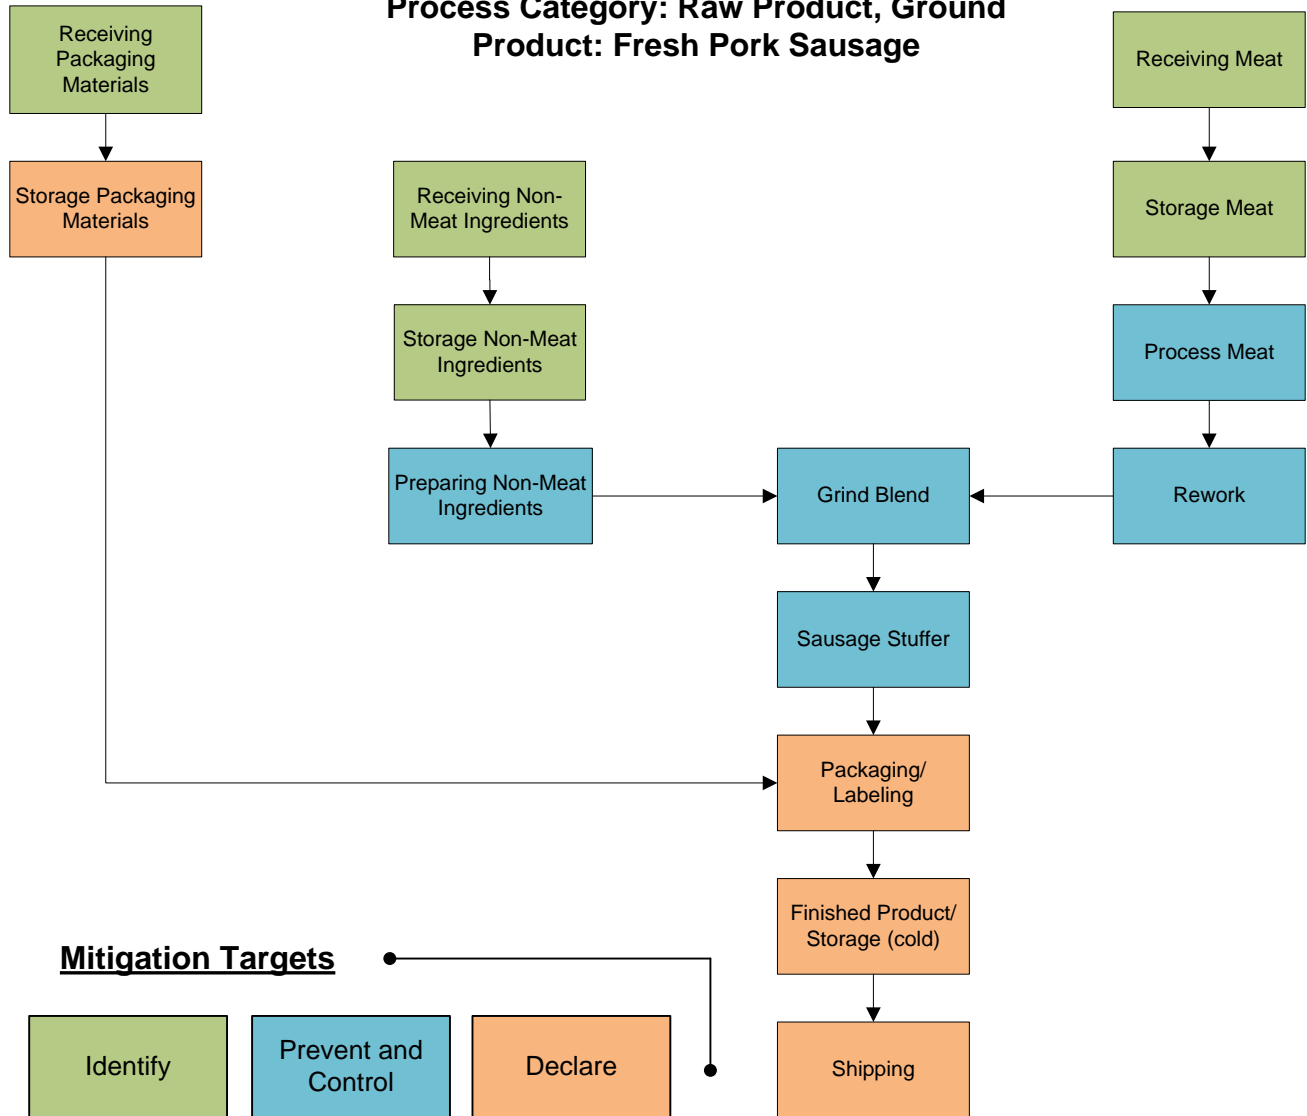 Process Category: Raw Product, Ground
Product: Fresh Pork Sausage
Receiving
Packaging
Materials
Receiving Meat
Storage Packaging
Materials
Receiving Non-
Meat Ingredients
Storage Meat
Storage Non-Meat
Ingredients
Process Meat
Preparing Non-Meat
Ingredients
Grind Blend
Rework
Sausage Stuffer
Packaging/
Labeling
Finished Product/
Storage (cold)
Mitigation Targets
Identify
Prevent and
Control
Declare
Shipping